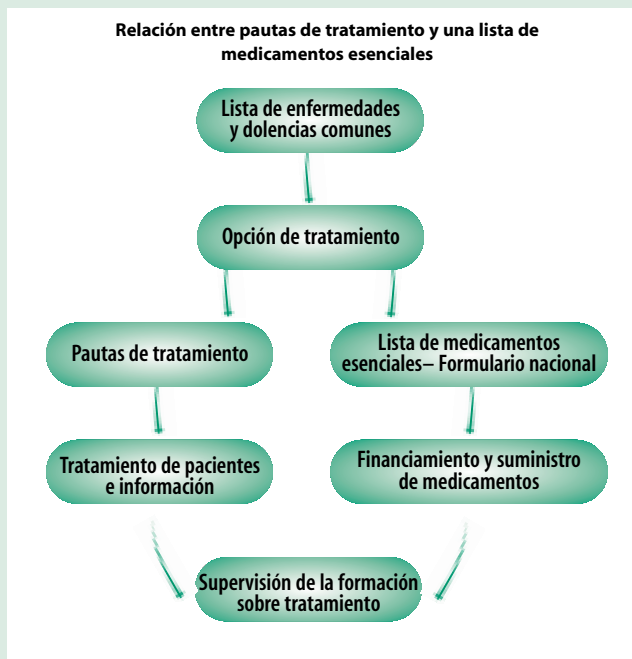 Relación entre pautas de tratamiento y una lista de
medicamentos esenciales
Lista de enfermedades
y dolencias comunes
Opción de tratamiento
Pautas de tratamiento
Lista de medicamentos
esenciales– Formulario nacional
Tratamiento de pacientes
e información
Financiamiento y suministro
de medicamentos
Supervisión de la formación
sobre tratamiento